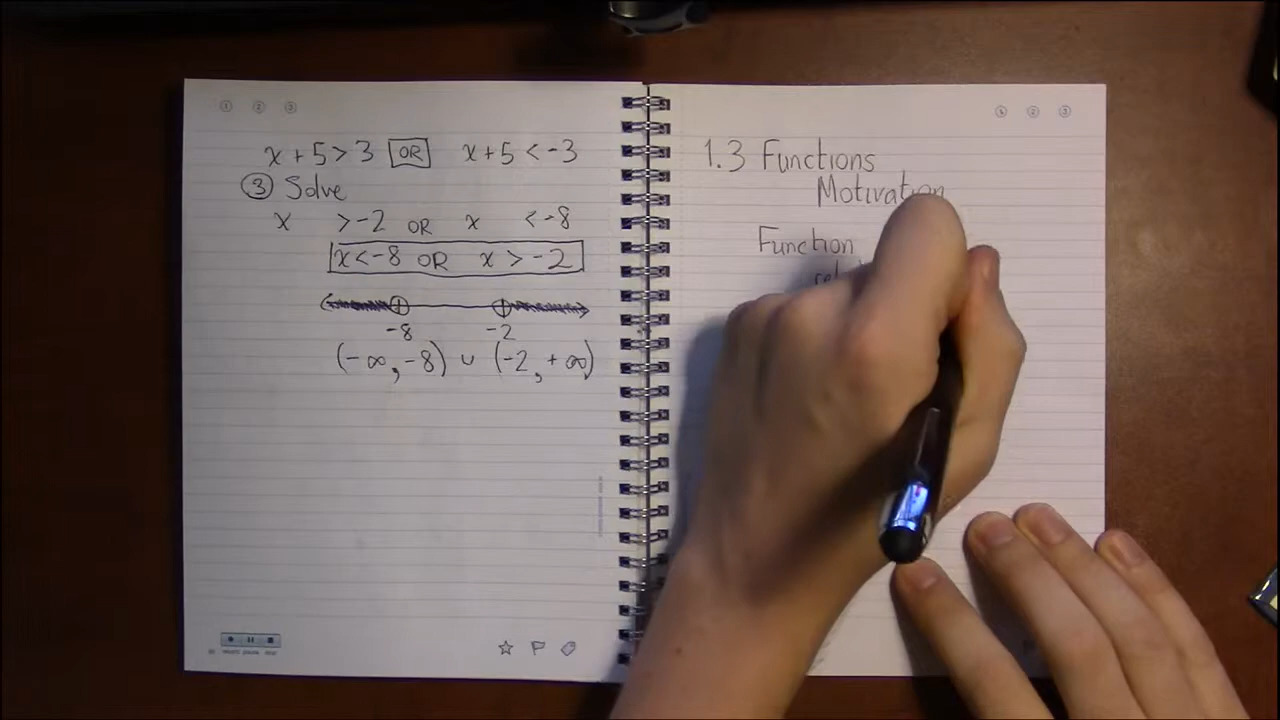 x + 5 > 3 OR x + 5 < -3
③ Solve
x > -2 OR x < -8
x < -8 OR x > -2
-8 -2
(-∞, -8) ∪ (-2, +∞)
1.3 Functions
Motivation
Function